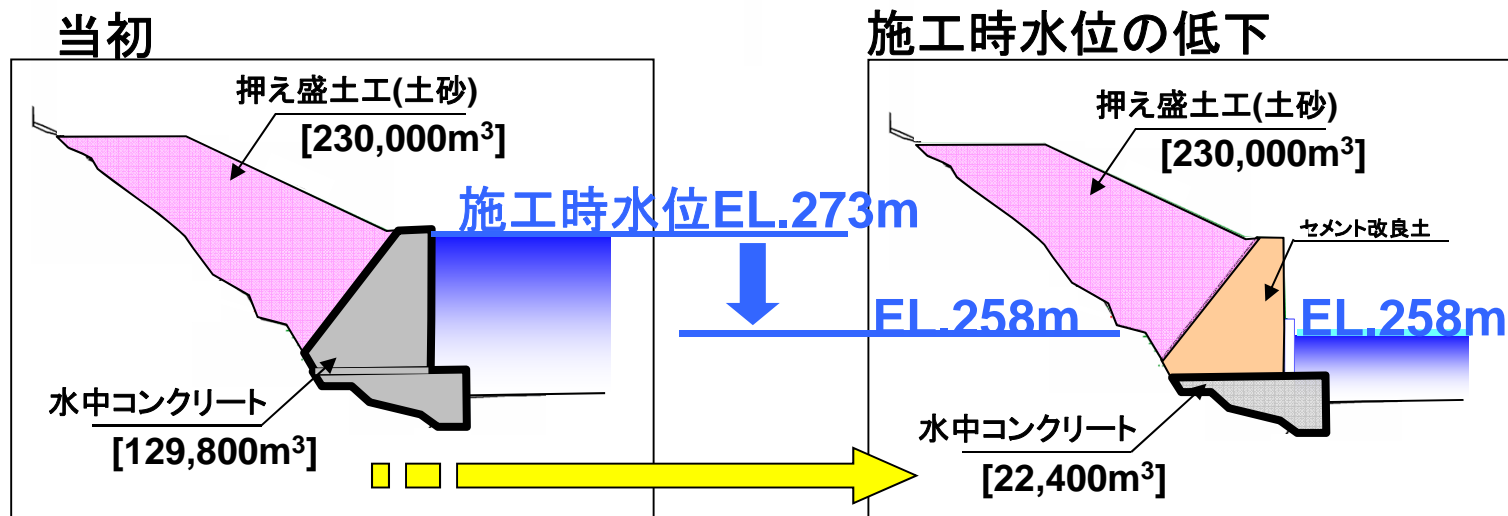 当初
押え盛土工(土砂)
[230,000m³]
施工時水位EL.273m
水中コンクリート
[129,800m³]
施工時水位の低下
押え盛土工(土砂)
[230,000m³]
セメント改良土
EL.258m
EL.258m
水中コンクリート
[22,400m³]